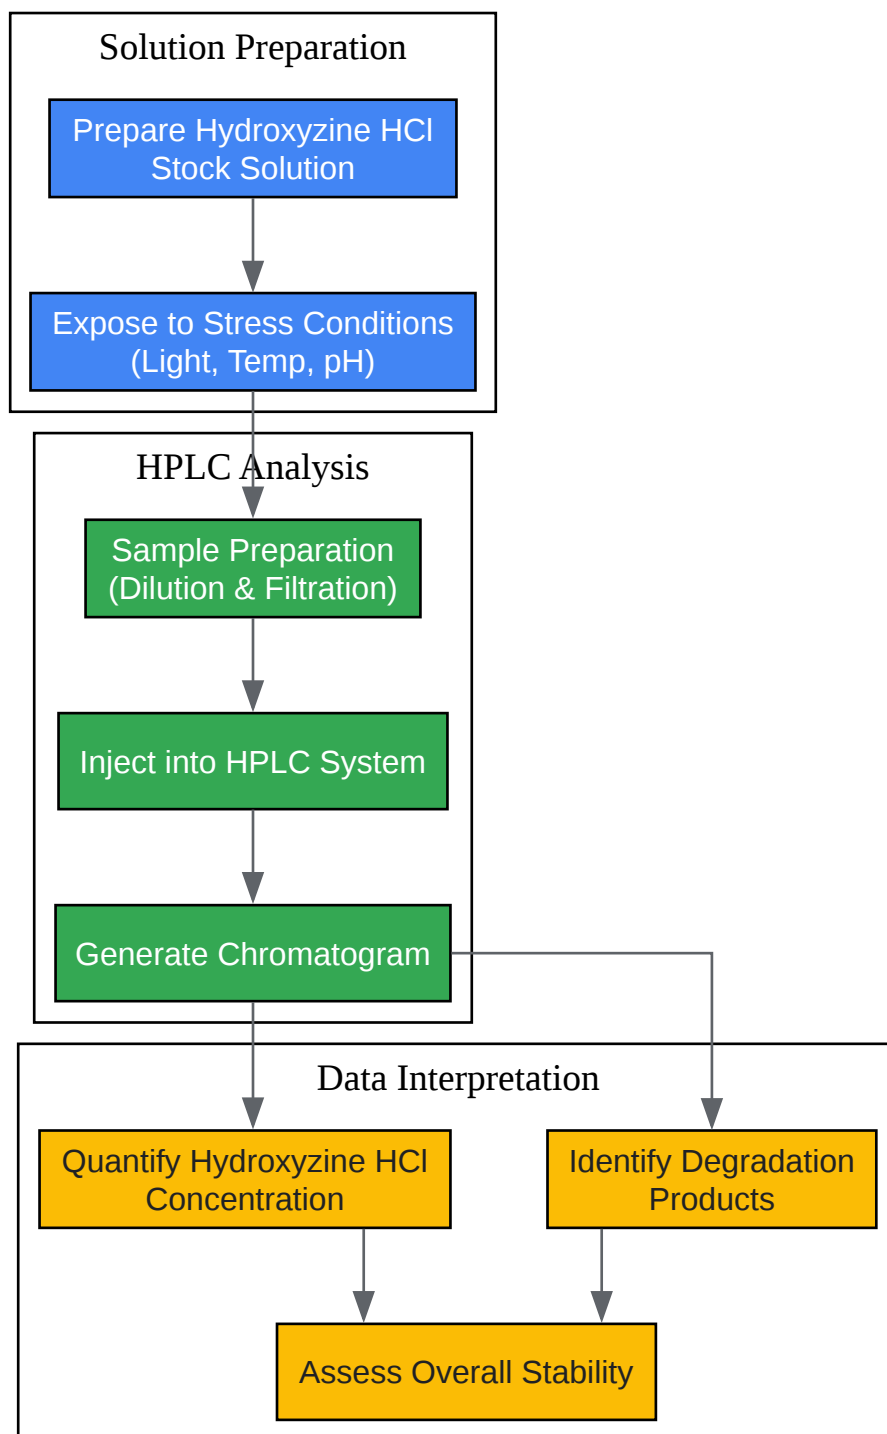 Solution Preparation
Prepare Hydroxyzine HCl
Stock Solution
Expose to Stress Conditions
(Light, Temp, pH)
HPLC Analysis
Sample Preparation
(Dilution & Filtration)
Inject into HPLC System
Generate Chromatogram
Data Interpretation
Quantify Hydroxyzine HCl
Concentration
Identify Degradation
Products
Assess Overall Stability